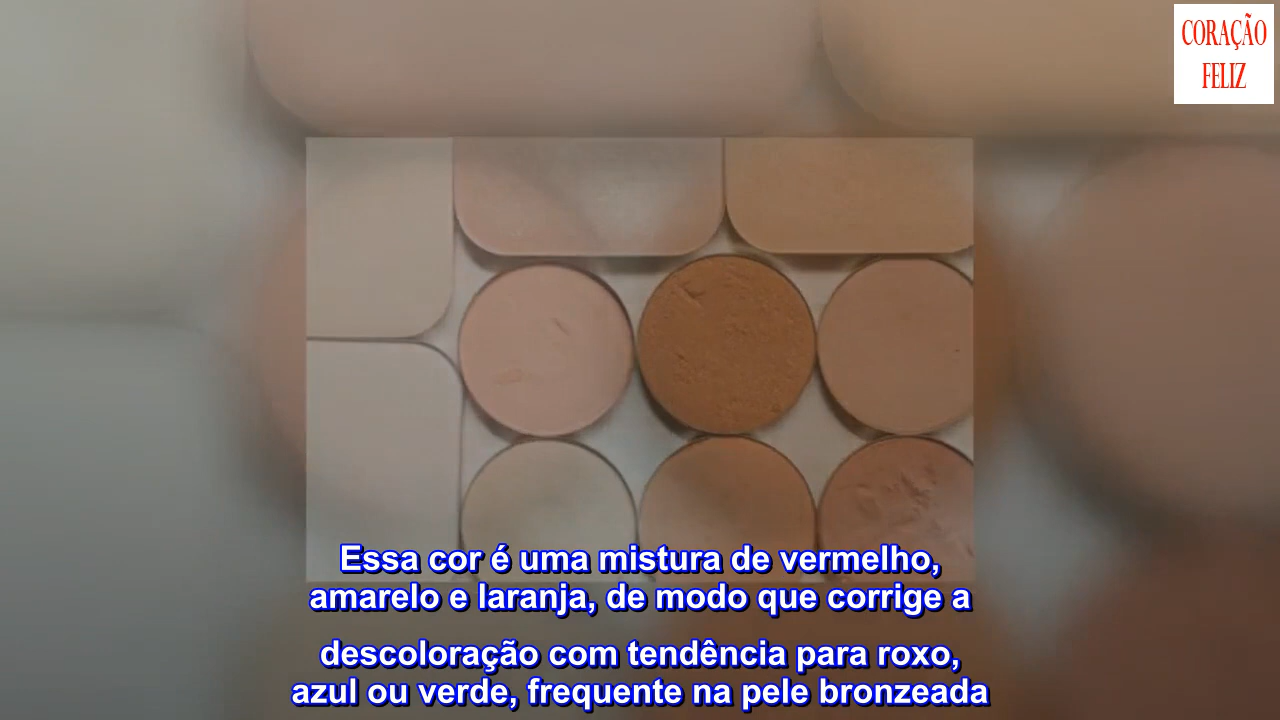 CORAÇÃO
FELIZ
Essa cor é uma mistura de vermelho,
amarelo e laranja, de modo que corrige a
descoloração com tendência para roxo,
azul ou verde, frequente na pele bronzeada